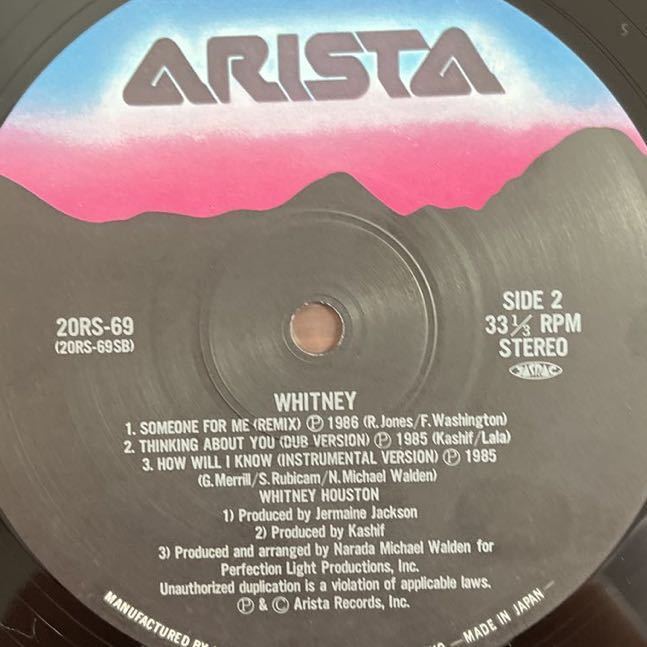 ARISTA
20RS-69
(20RS-69SB)
SIDE 2
33 1/3 RPM
STEREO
JASRAC
WHITNEY
1. SOMEONE FOR ME (REMIX) Ⓟ 1986 (R.Jones/F.Washington)
2. THINKING ABOUT YOU (DUB VERSION) Ⓟ 1985 (Kashif/Lala)
3. HOW WILL I KNOW (INSTRUMENTAL VERSION) Ⓟ 1985
(G.Merrill/S.Rubicam/N.Michael Walden)
WHITNEY HOUSTON
1) Produced by Jermaine Jackson
2) Produced by Kashif
3) Produced and arranged by Narada Michael Walden for
Perfection Light Productions, Inc.
Unauthorized duplication is a violation of applicable laws.
Ⓟ & © Arista Records, Inc.
MANUFACTURED BY
–MADE IN JAPAN–